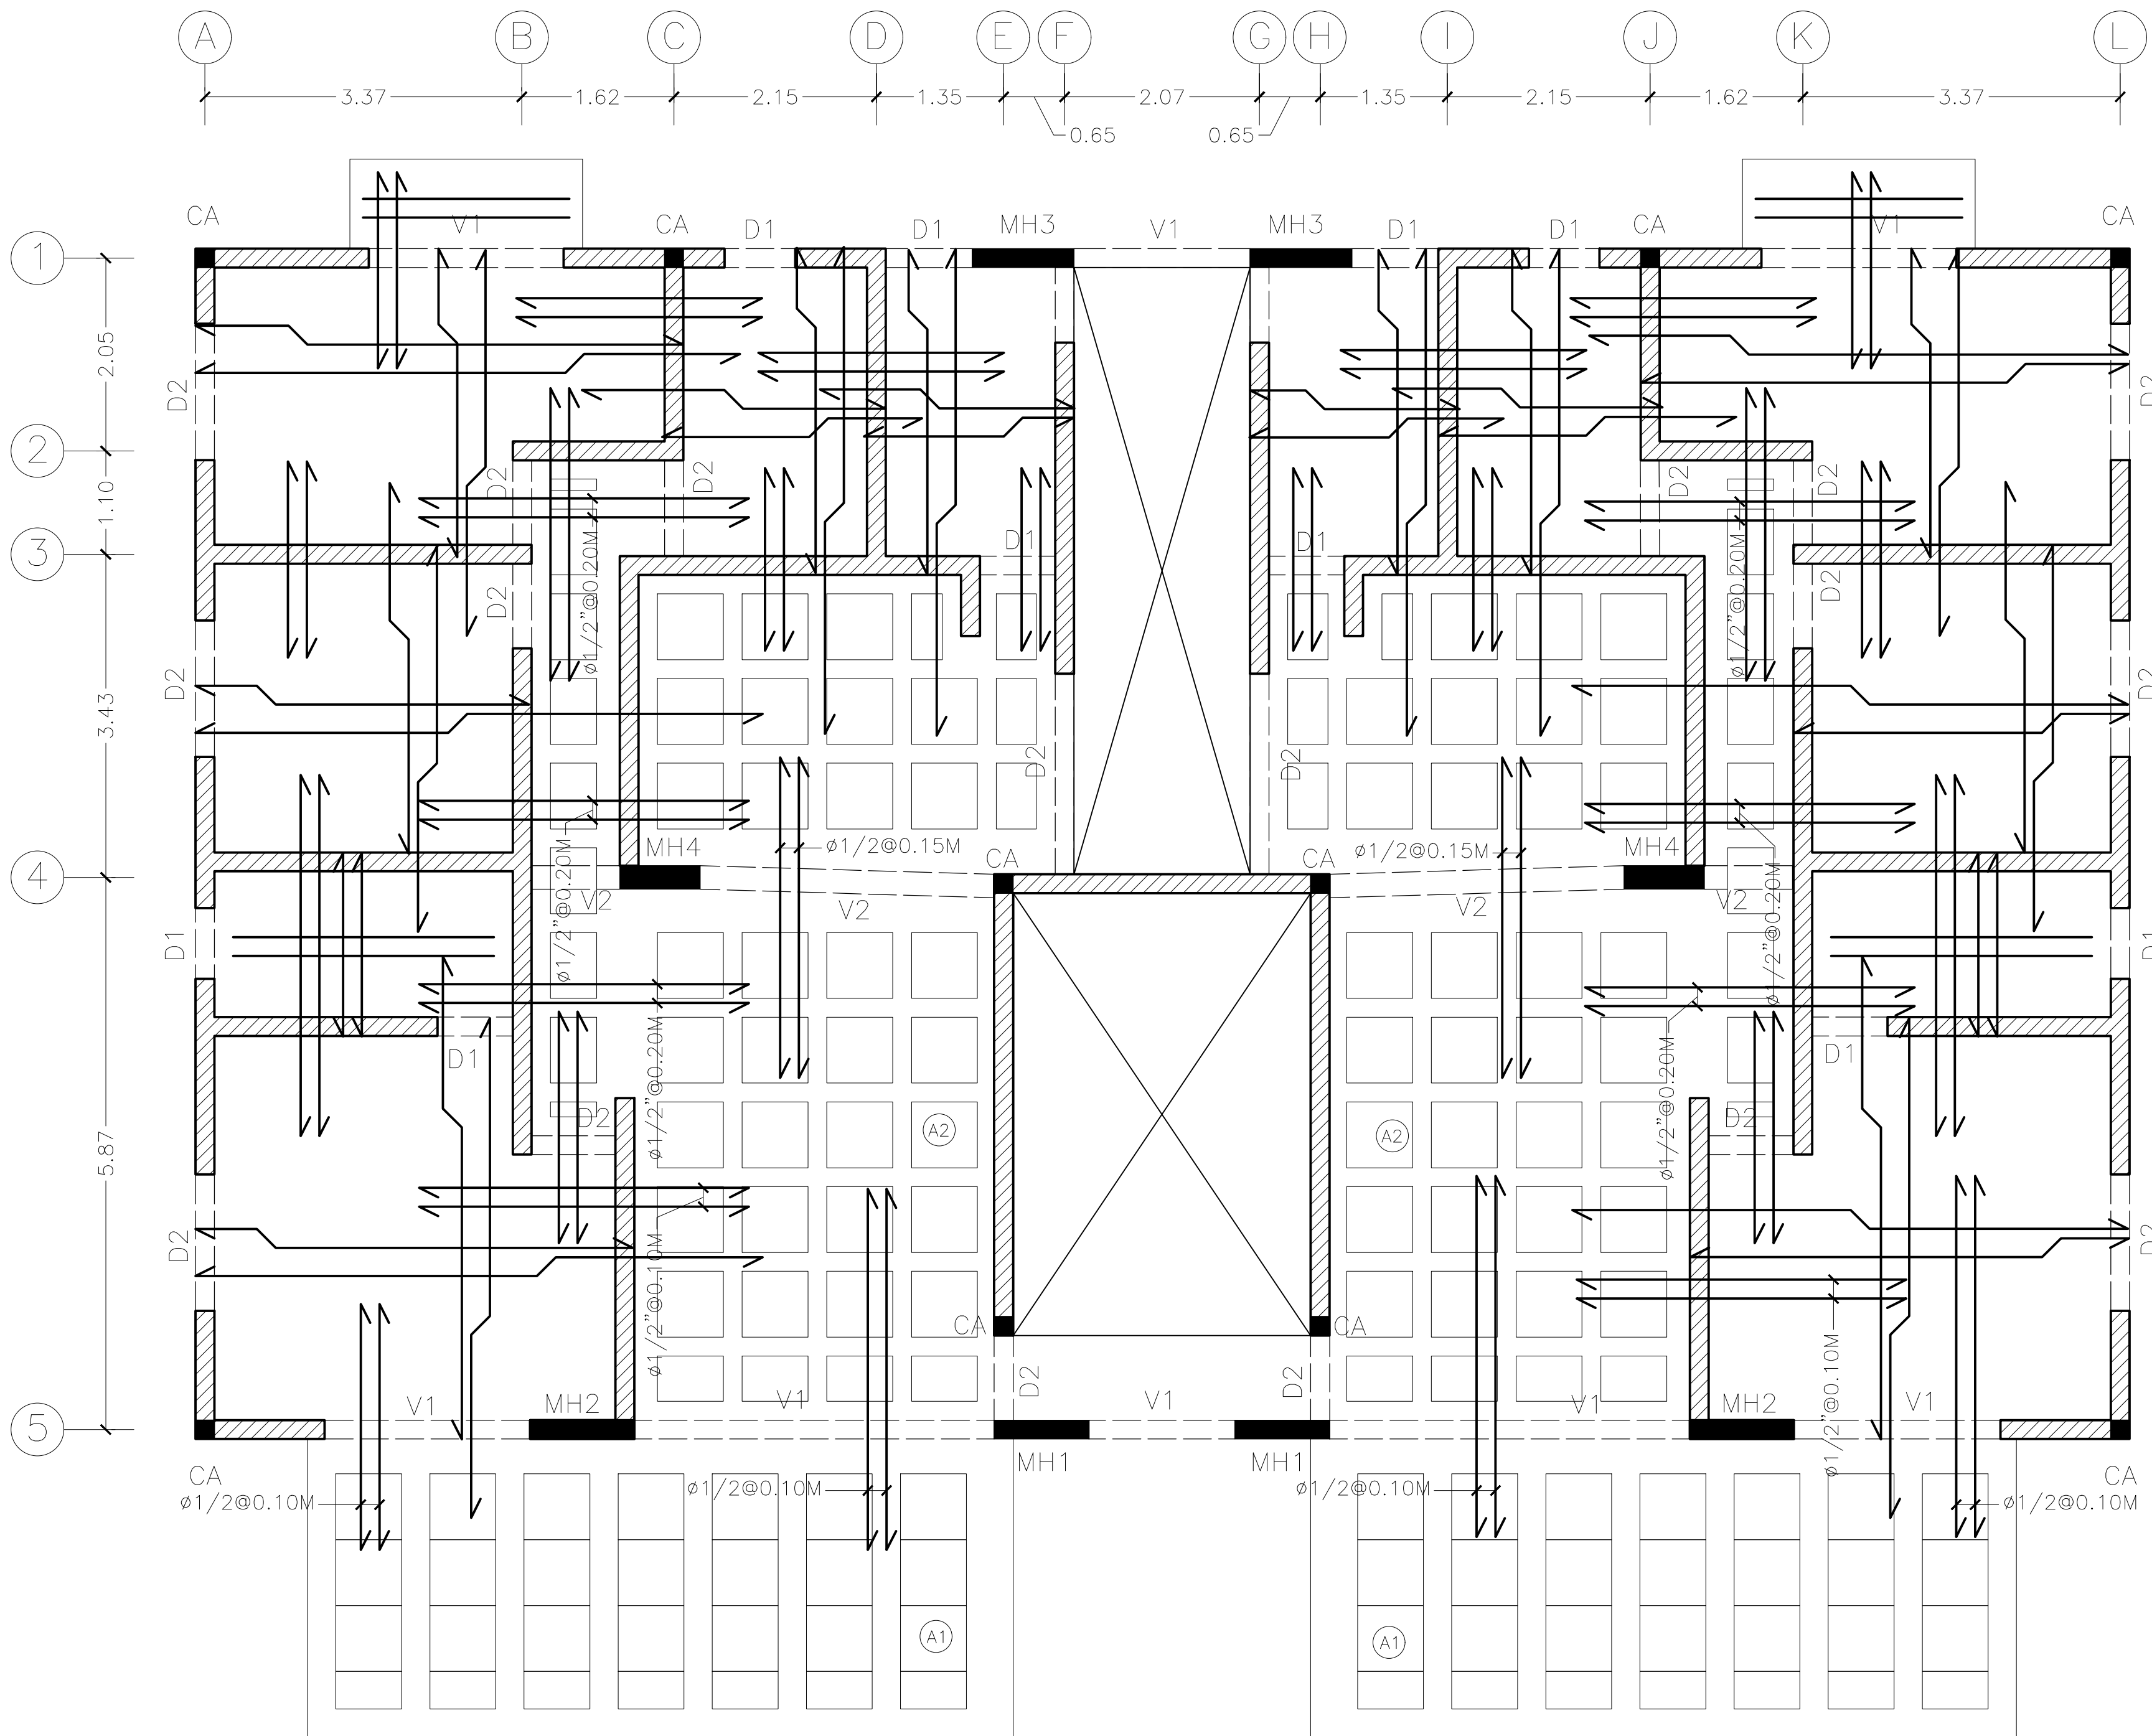 A B C D E F G H I J K L
3.37 1.62 2.15 1.35 2.07 1.35 2.15 1.62 3.37
0.65 0.65
CA V1 CA D1 D1 MH3 V1 MH3 D1 D1 CA V1 CA
1
2.05
D2 D2
2
D2 D2 D2 D2
1.10
ø1/2"@0.20M ø1/2"@0.20M
D1 D1
3
D2 D2
3.43
D2 D2
D2 D2
MH4 ø1/2@0.15M CA CA ø1/2@0.15M MH4
4
V2 V2 V2 V2
ø1/2"@0.20M ø1/2"@0.20M
D1 D1
D1 D1
ø1/2"@0.20M ø1/2"@0.20M
D2 A2 A2 D2
5.87
D2 D2
ø1/2"@0.10M ø1/2"@0.10M
CA CA
D2 D2
V1 MH2 V1 V1 V1 MH2 V1
5
CA MH1 MH1 CA
ø1/2@0.10M ø1/2@0.10M ø1/2@0.10M ø1/2@0.10M
A1 A1